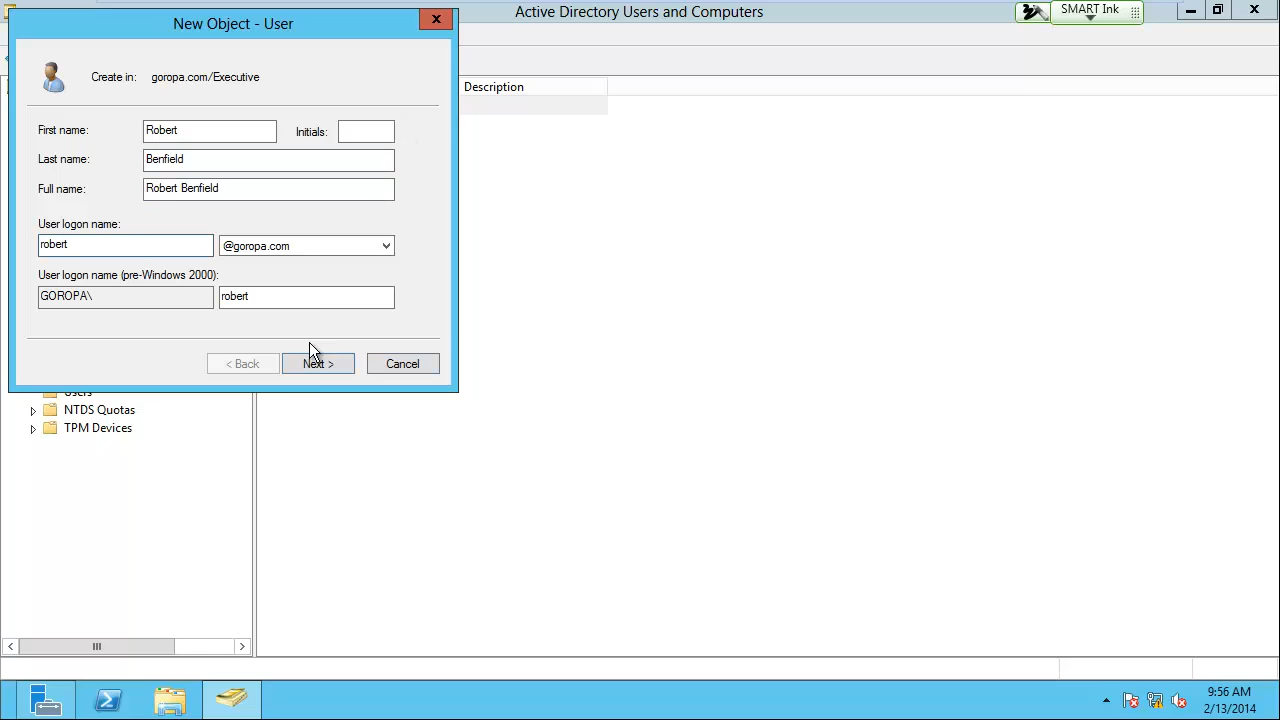 New Object - User
x
Active Directory Users and Computers
SMART Ink
Create in: goropa.com/Executive
Description
First name: Robert Initials:
Last name: Benfield
Full name: Robert Benfield
User logon name:
robert @goropa.com
User logon name (pre-Windows 2000):
GOROPA\ robert
< Back Next > Cancel
Users
NTDS Quotas
TPM Devices
9:56 AM
2/13/2014